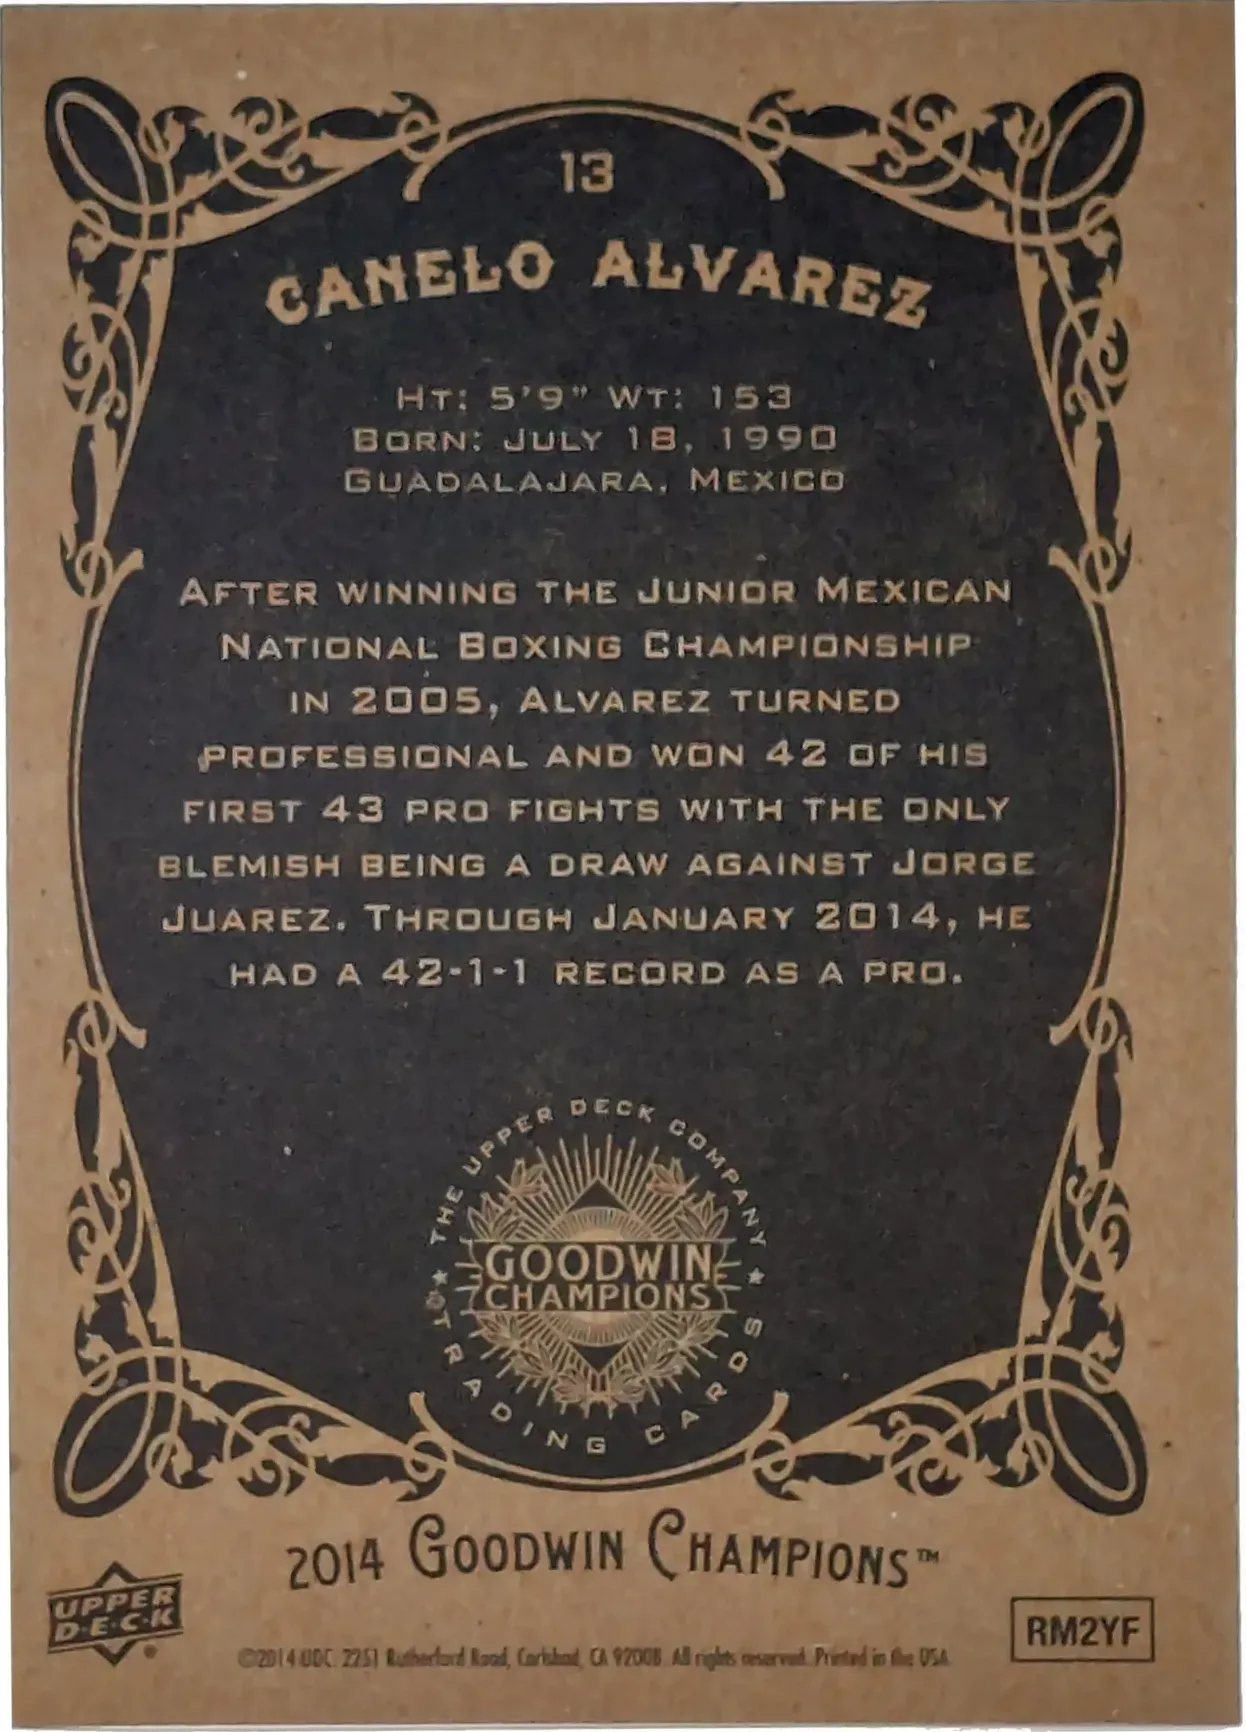 13
CANELO ALVAREZ
HT: 5'9" WT: 153
BORN: JULY 18, 1990
GUADALAJARA, MEXICO
AFTER WINNING THE JUNIOR MEXICAN
NATIONAL BOXING CHAMPIONSHIP
IN 2005, ALVAREZ TURNED
PROFESSIONAL AND WON 42 OF HIS
FIRST 43 PRO FIGHTS WITH THE ONLY
BLEMISH BEING A DRAW AGAINST JORGE
JUAREZ. THROUGH JANUARY 2014, HE
HAD A 42-1-1 RECORD AS A PRO.
★ THE UPPER DECK COMPANY ★
GOODWIN
CHAMPIONS
TRADING CARDS
2014 GOODWIN CHAMPIONS™
UPPER
D·E·C·K
RM2YF
©2014 UDC. 2251 Rutherford Road, Carlsbad, CA 92008. All rights reserved. Printed in the USA